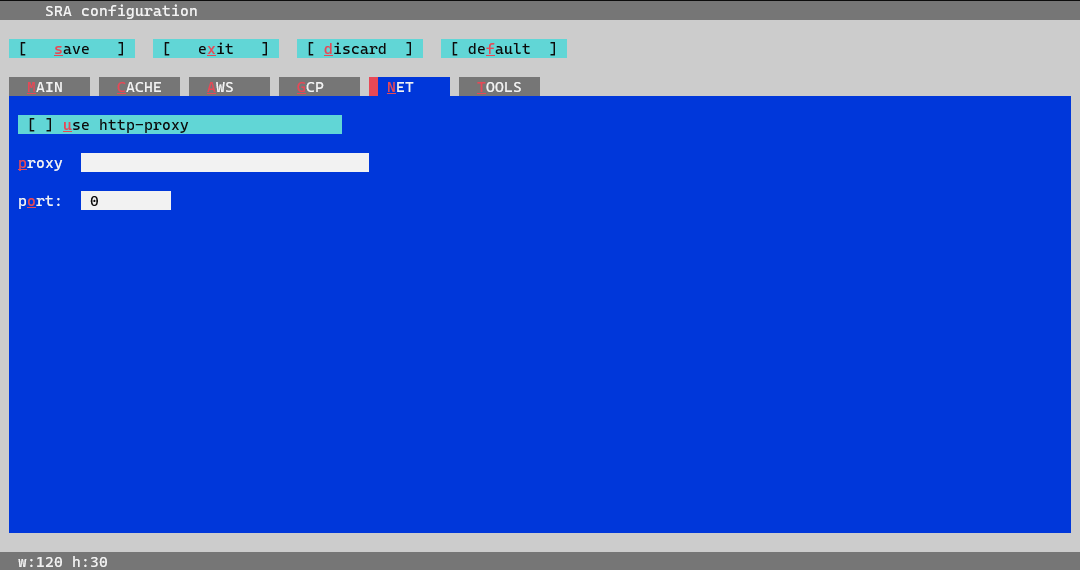 SRA configuration
[ save ] [ exit ] [ discard ] [ default ]
MAIN CACHE AWS GCP NET TOOLS
[ ] use http-proxy
proxy
port: 0
w:120 h:30